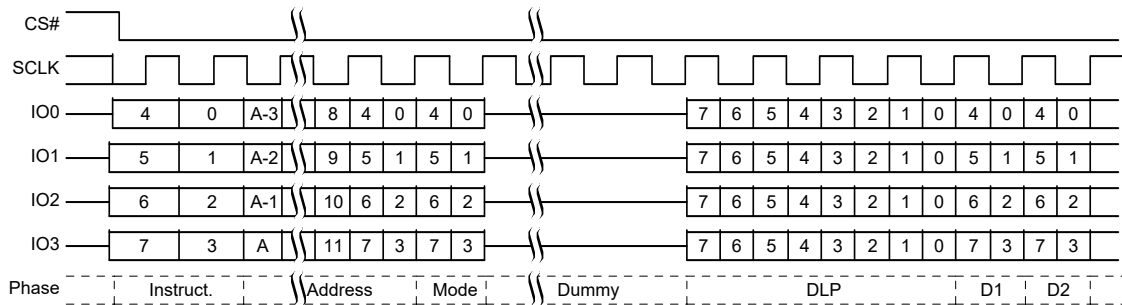 CS#
SCLK
IO0 4 0 A-3 8 4 0 4 0 7 6 5 4 3 2 1 0 4 0 4 0
IO1 5 1 A-2 9 5 1 5 1 7 6 5 4 3 2 1 0 5 1 5 1
IO2 6 2 A-1 10 6 2 6 2 7 6 5 4 3 2 1 0 6 2 6 2
IO3 7 3 A 11 7 3 7 3 7 6 5 4 3 2 1 0 7 3 7 3
Phase Instruct. Address Mode Dummy DLP D1 D2